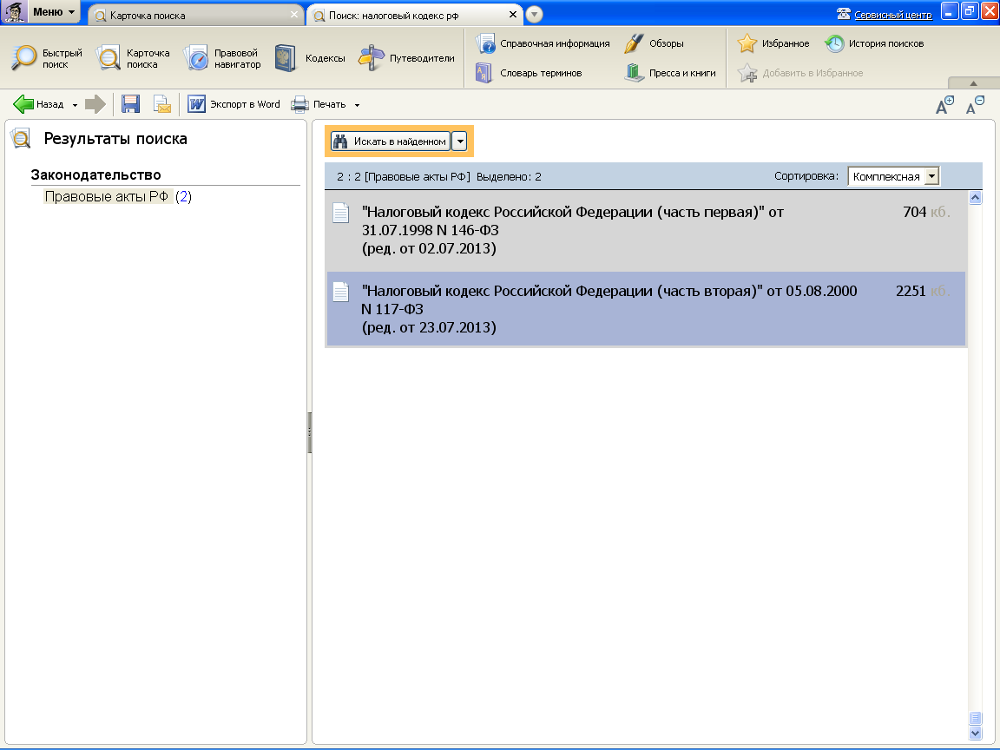 Меню
Карточка поиска
Поиск: налоговый кодекс рф
Сервисный центр
Быстрый поиск
Карточка поиска
Правовой навигатор
Кодексы
Путеводители
Справочная информация
Словарь терминов
Обзоры
Пресса и книги
Избранное
История поисков
Добавить в Избранное
Назад
Экспорт в Word
Печать
Результаты поиска
Законодательство
Правовые акты РФ (2)
Искать в найденном
2 : 2 [Правовые акты РФ] Выделено: 2
Сортировка: Комплексная
"Налоговый кодекс Российской Федерации (часть первая)" от 704 кб.
31.07.1998 N 146-ФЗ
(ред. от 02.07.2013)
"Налоговый кодекс Российской Федерации (часть вторая)" от 05.08.2000 2251 кб.
N 117-ФЗ
(ред. от 23.07.2013)